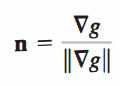 n = ∇g / ‖∇g‖